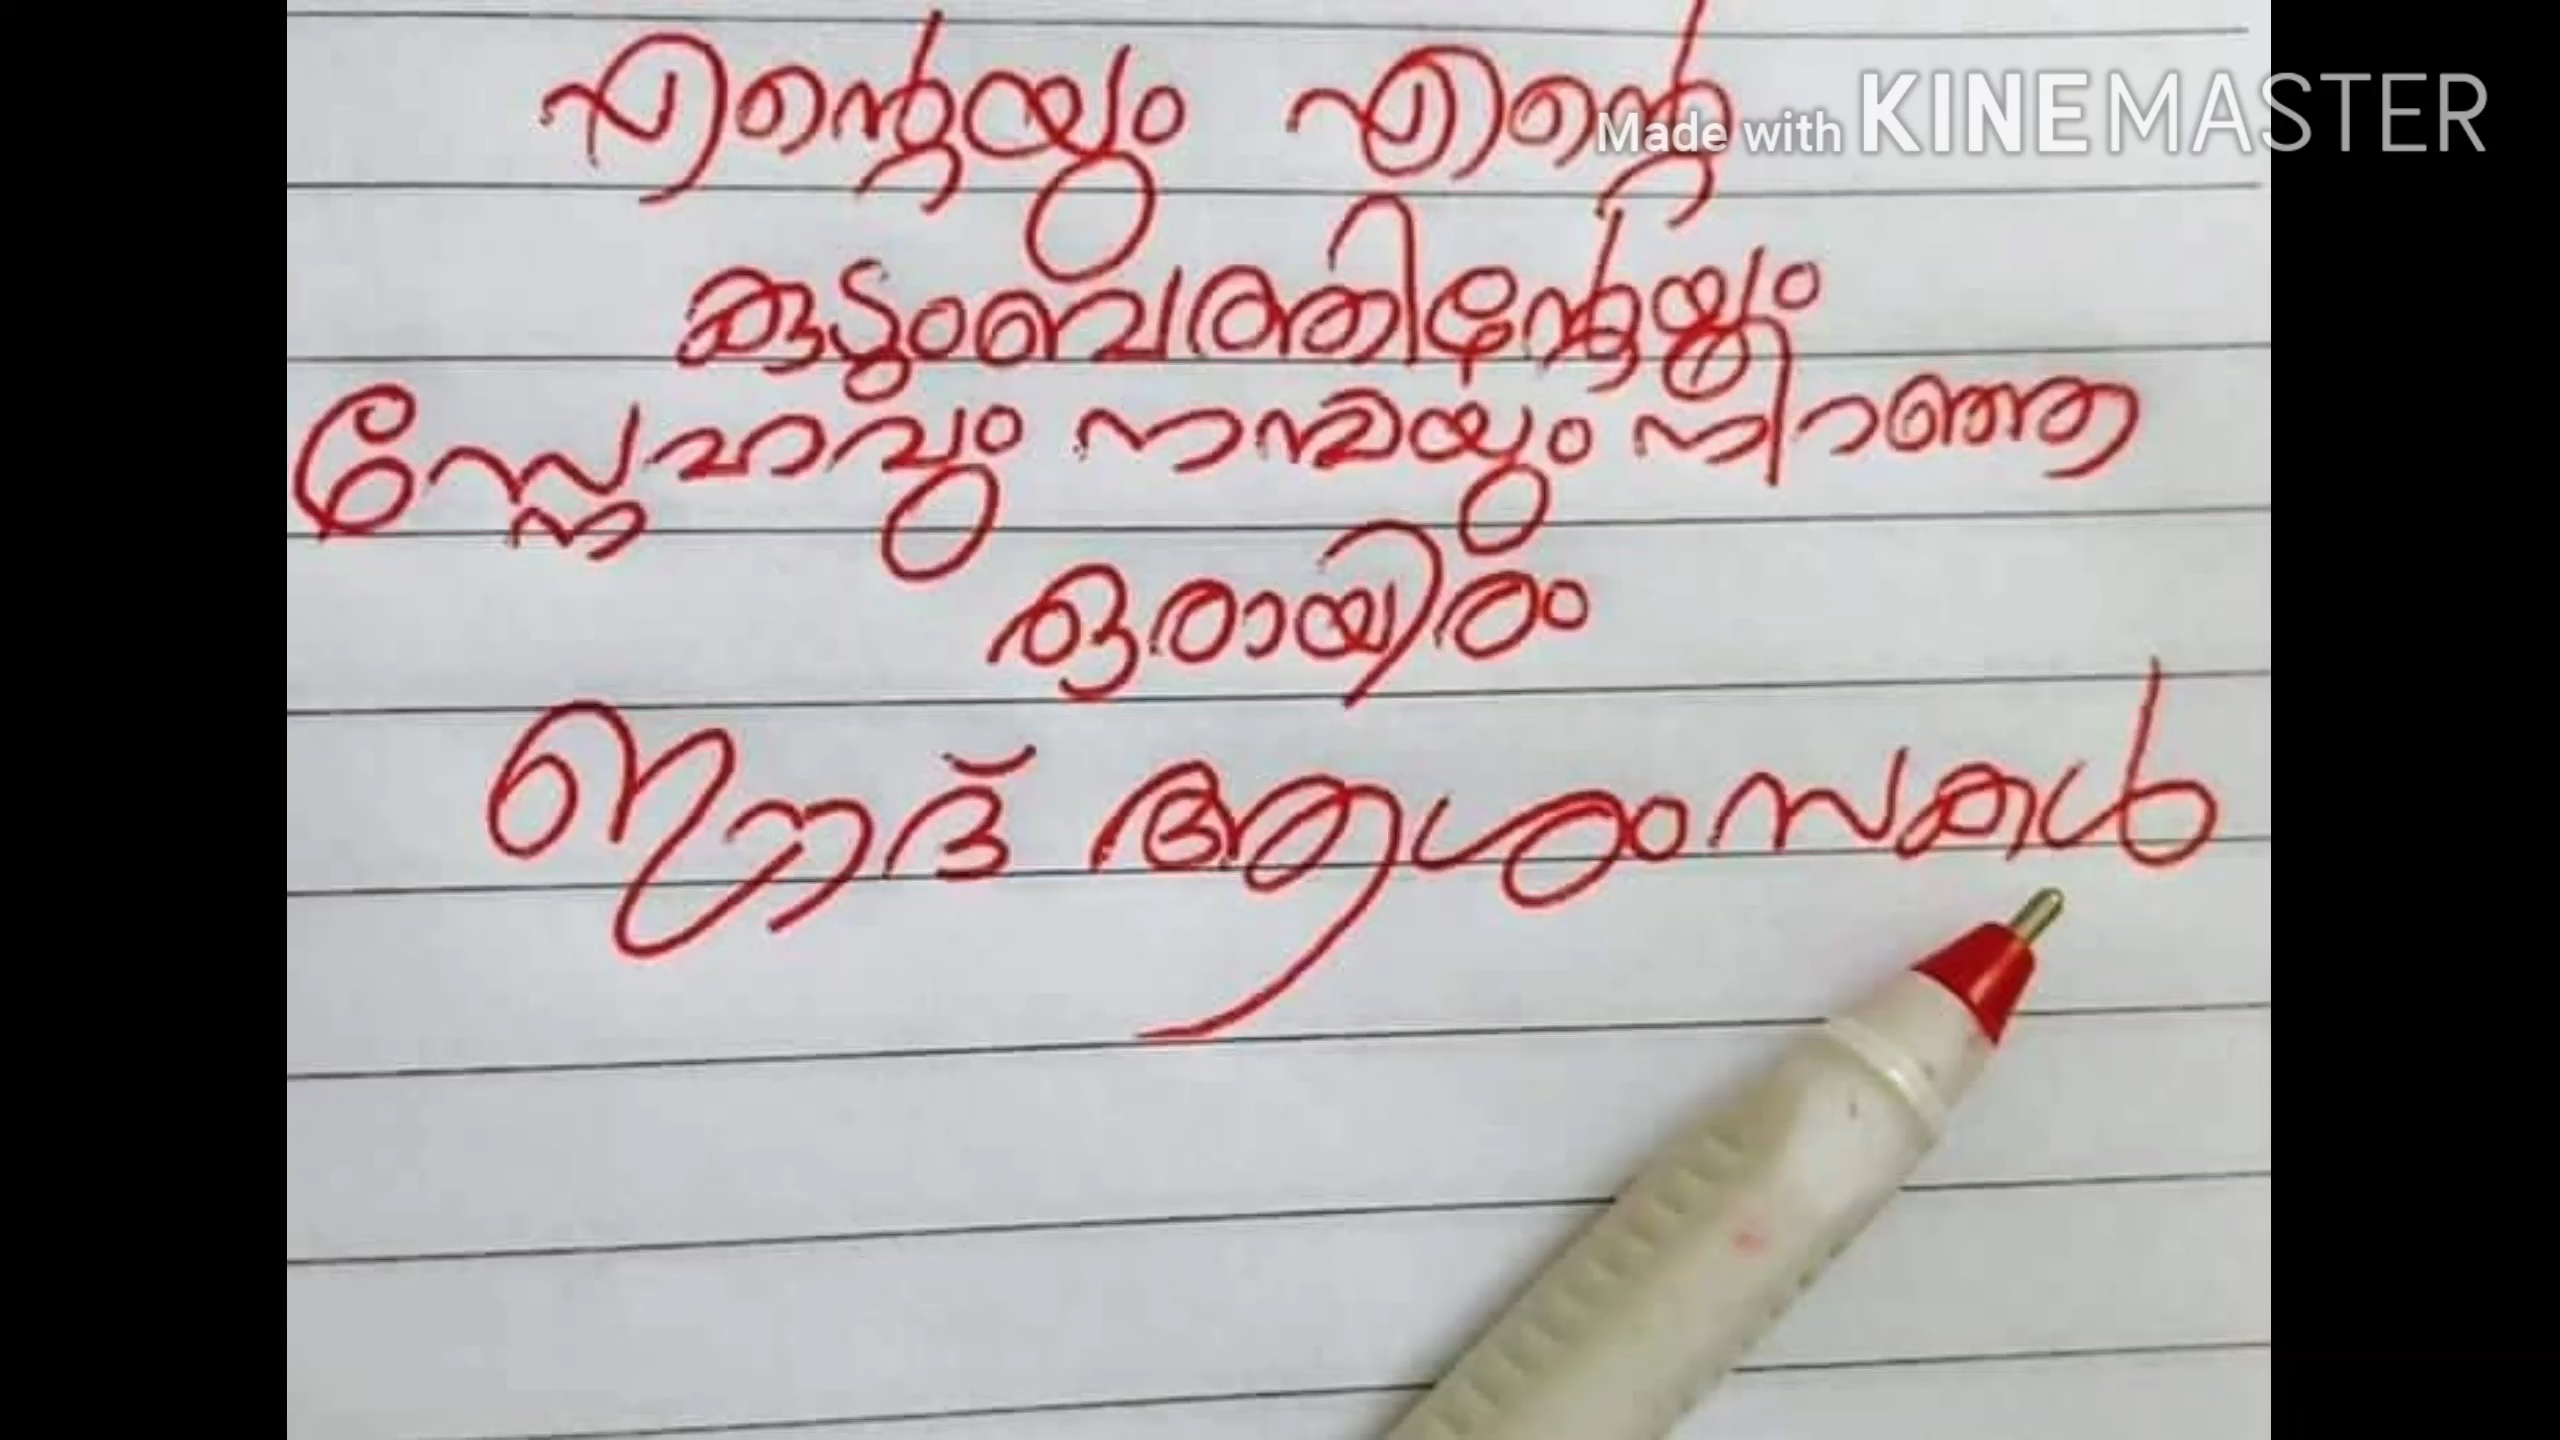 എന്റെയും എന്റെ
Made with KINEMASTER
കുടുംബത്തിന്റേയും
സ്നേഹവും നന്മയും നിറഞ്ഞ
ഒരായിരം
ഈദ് ആശംസകൾ